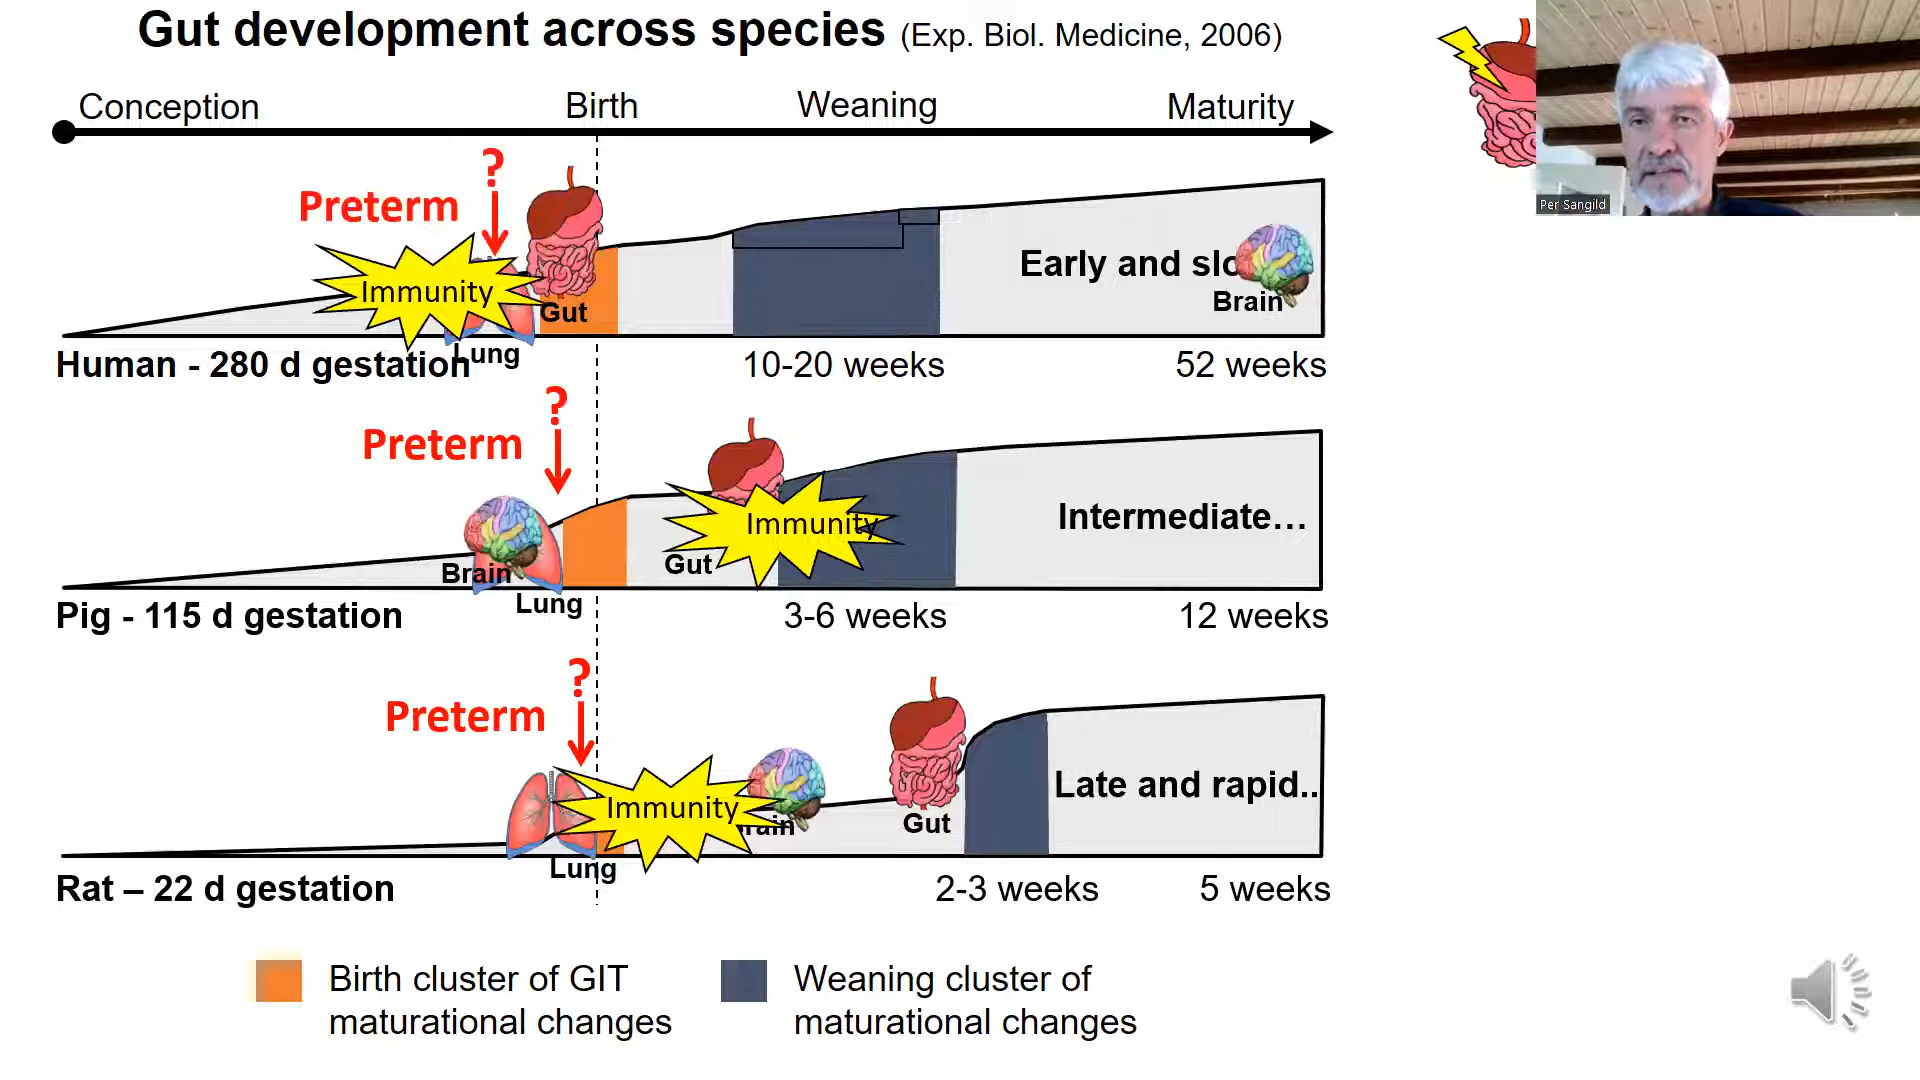 Gut development across species (Exp. Biol. Medicine, 2006)
Conception Birth Weaning Maturity
?
Preterm
Immunity
Gut
Lung
Early and slo
Brain
Human - 280 d gestation 10-20 weeks 52 weeks
?
Preterm
Immunity
Brain
Gut
Lung
Intermediate…
Pig - 115 d gestation 3-6 weeks 12 weeks
?
Preterm
Immunity
rain
Gut
Lung
Late and rapid..
Rat – 22 d gestation 2-3 weeks 5 weeks
Birth cluster of GIT
maturational changes
Weaning cluster of
maturational changes
Per Sangild